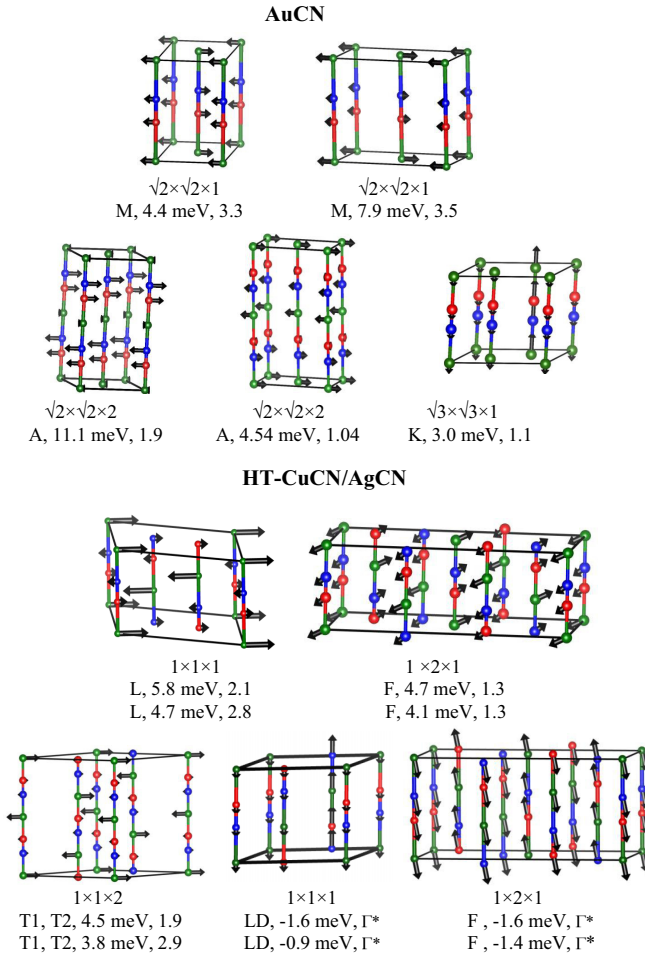 AuCN
√2×√2×1
M, 4.4 meV, 3.3
√2×√2×1
M, 7.9 meV, 3.5
√2×√2×2
A, 11.1 meV, 1.9
√2×√2×2
A, 4.54 meV, 1.04
√3×√3×1
K, 3.0 meV, 1.1
HT-CuCN/AgCN
1×1×1
L, 5.8 meV, 2.1
L, 4.7 meV, 2.8
1 ×2×1
F, 4.7 meV, 1.3
F, 4.1 meV, 1.3
1×1×2
T1, T2, 4.5 meV, 1.9
T1, T2, 3.8 meV, 2.9
1×1×1
LD, -1.6 meV, Γ*
LD, -0.9 meV, Γ*
1×2×1
F , -1.6 meV, Γ*
F , -1.4 meV, Γ*